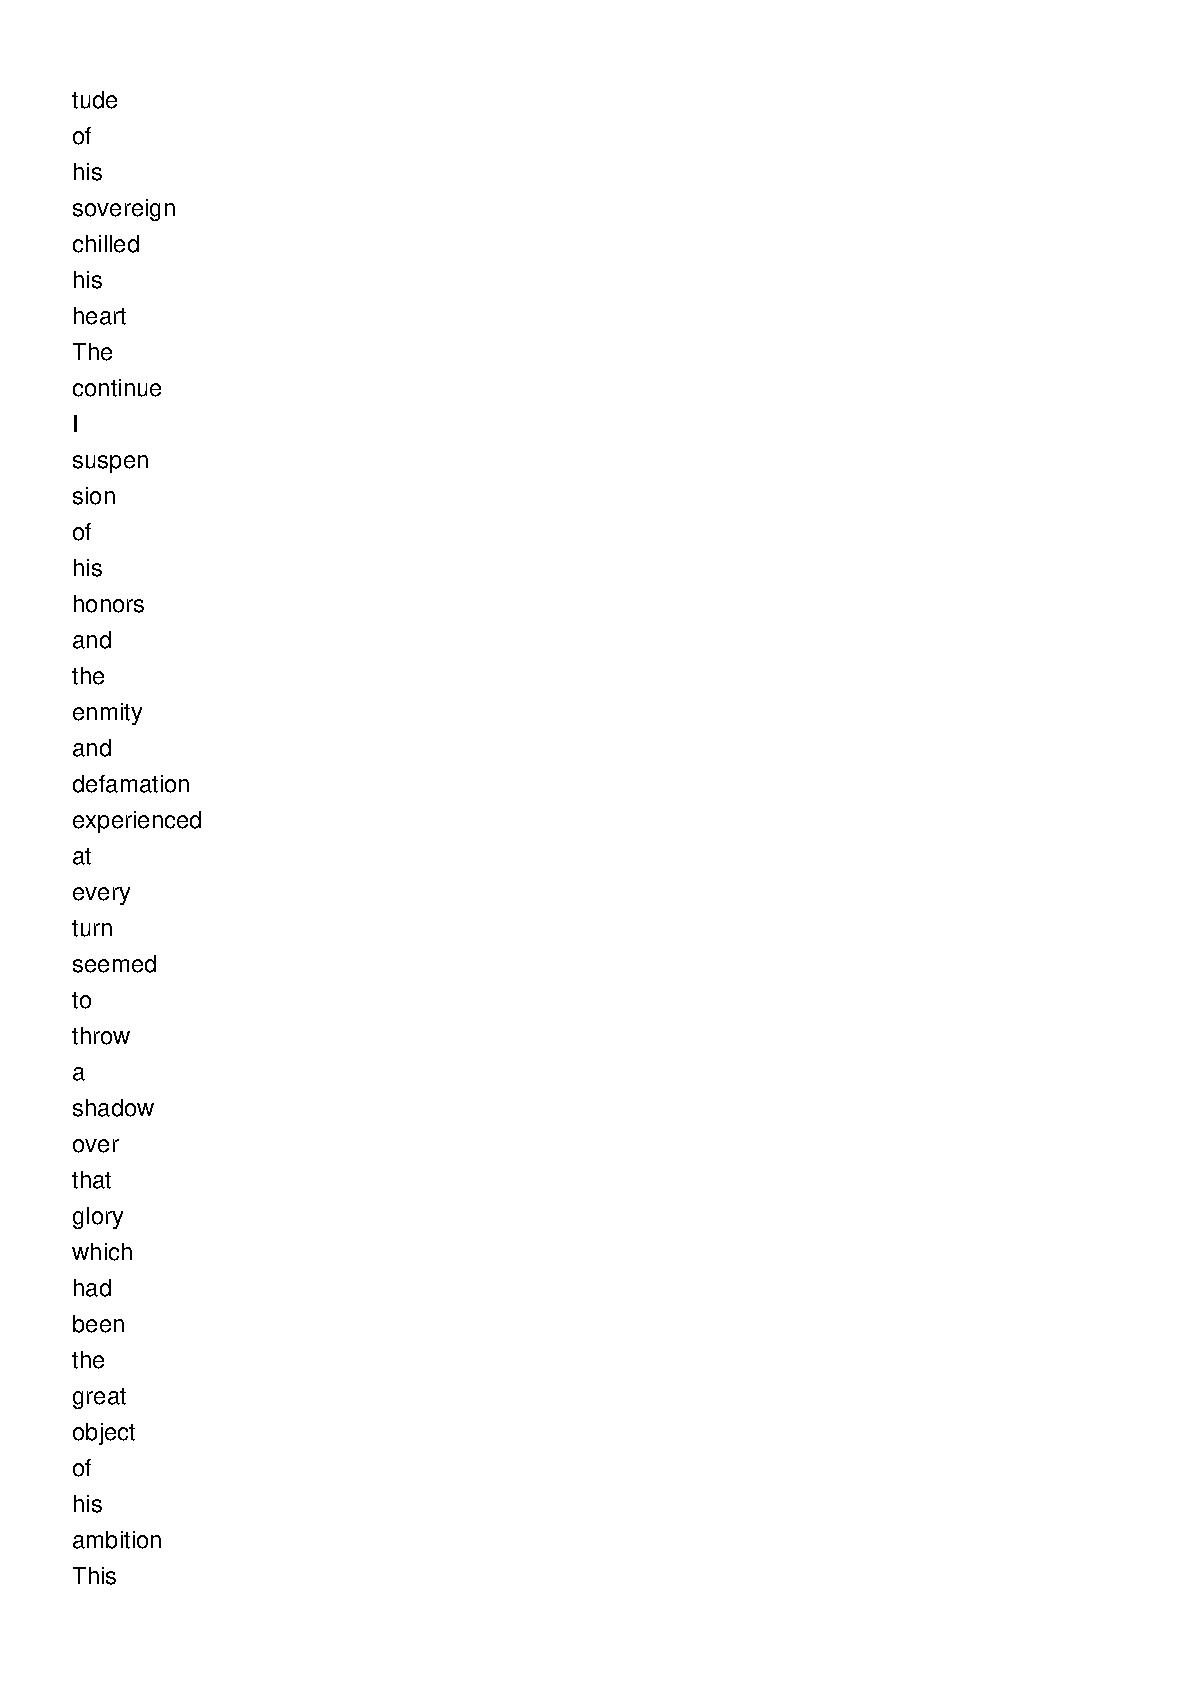 tude
of
his
sovereign
chilled
his
heart
The
continue
I
suspen
sion
of
his
honors
and
the
enmity
and
defamation
experienced
at
every
turn
seemed
to
throw
a
shadow
over
that
glory
which
had
been
the
great
object
of
his
ambition
This